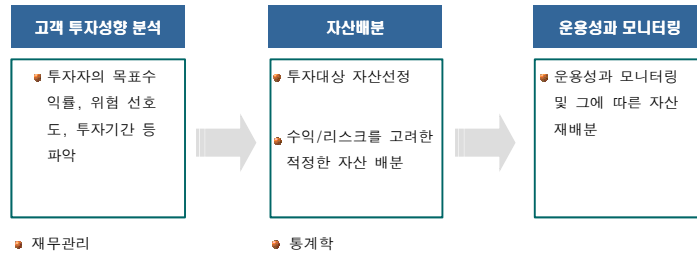 고객 투자성향 분석
투자자의 목표수
익률, 위험 선호
도, 투자기간 등
파악
재무관리
자산배분
투자대상 자산선정
수익/리스크를 고려한
적정한 자산 배분
통계학
운용성과 모니터링
운용성과 모니터링
및 그에 따른 자산
재배분